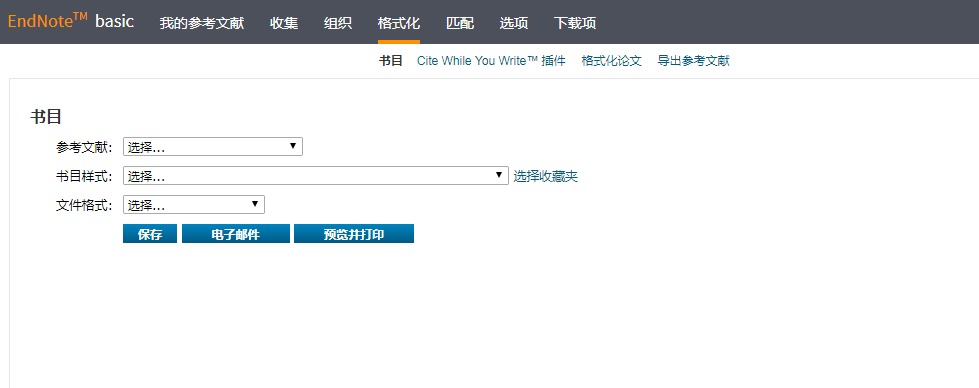 EndNote™ basic 我的参考文献 收集 组织 格式化 匹配 选项 下载项
书目 Cite While You Write™ 插件 格式化论文 导出参考文献
书目
参考文献: 选择...
书目样式: 选择... 选择收藏夹
文件格式: 选择...
保存 电子邮件 预览并打印